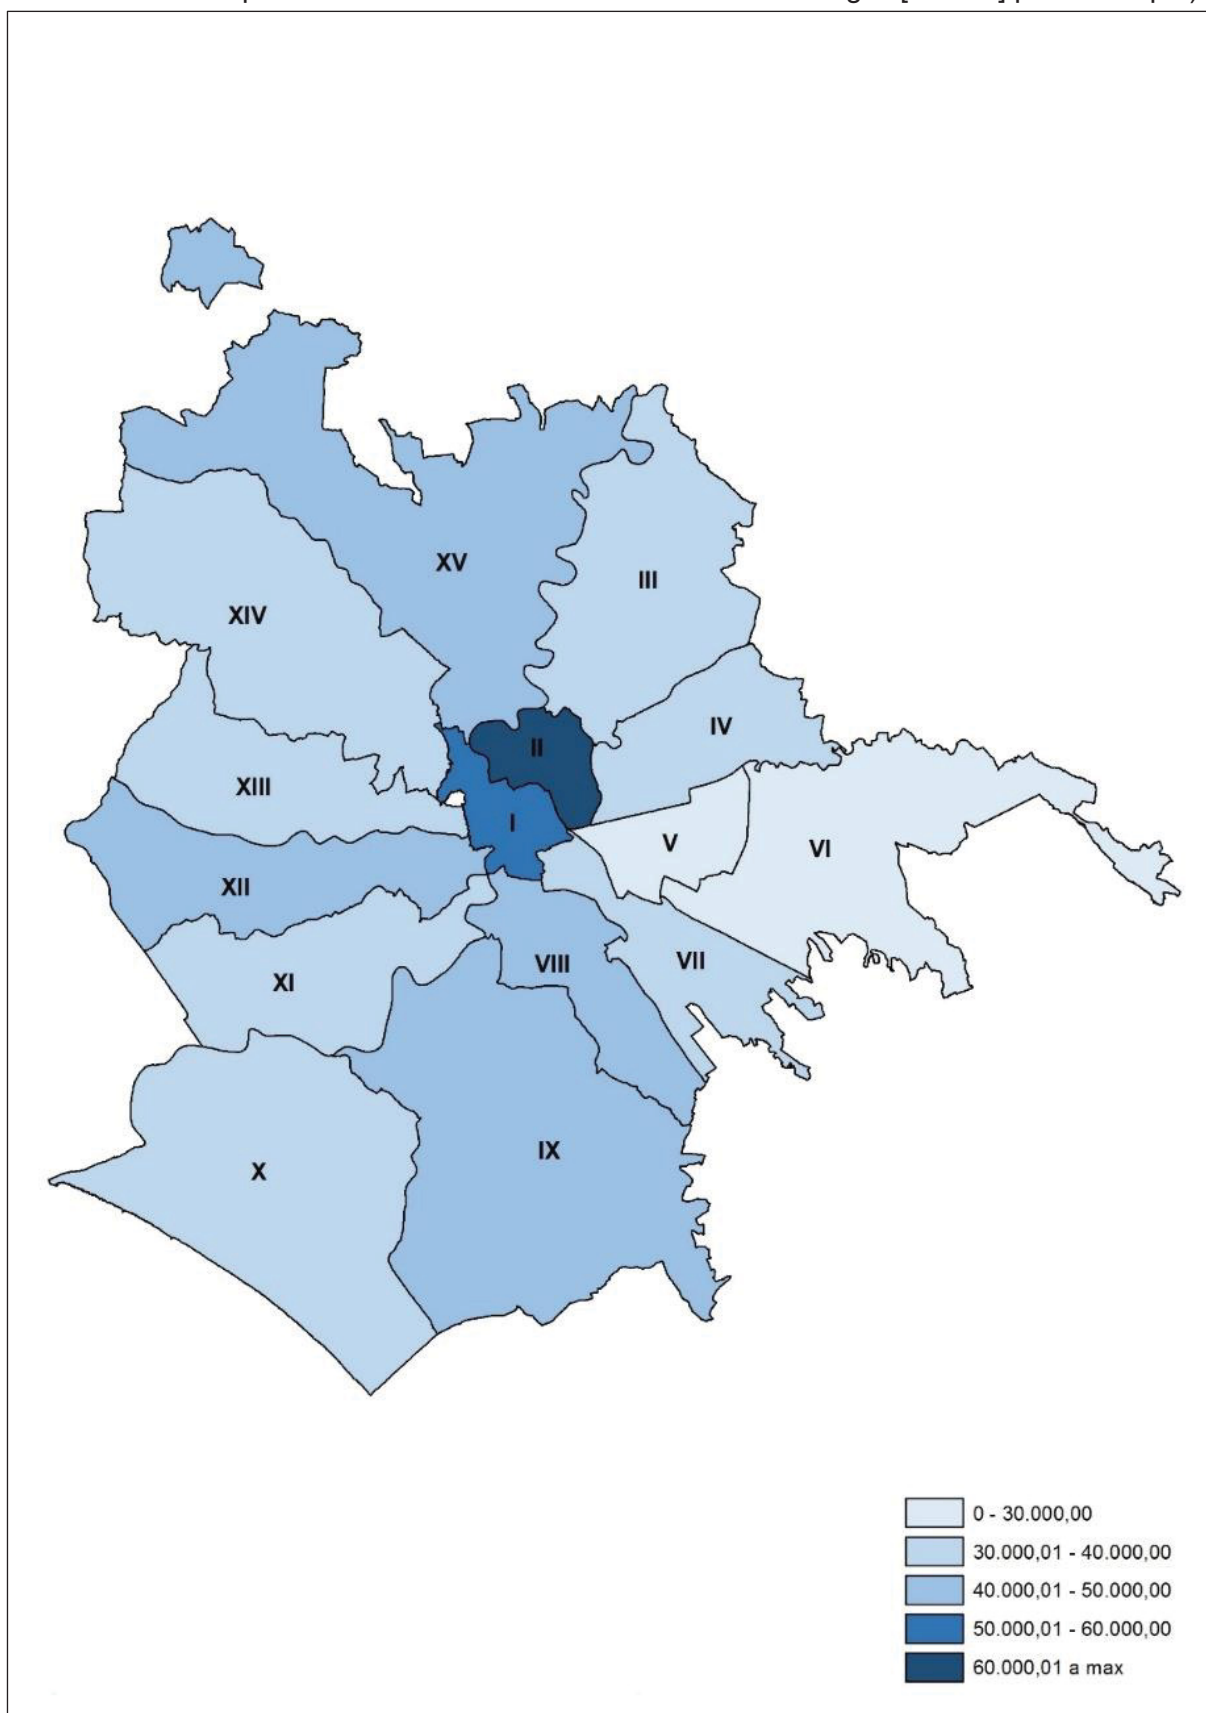 XV
III
XIV
IV
II
XIII
I
V
VI
XII
VIII
VII
XI
IX
X
0 - 30.000,00
30.000,01 - 40.000,00
40.000,01 - 50.000,00
50.000,01 - 60.000,00
60.000,01 a max